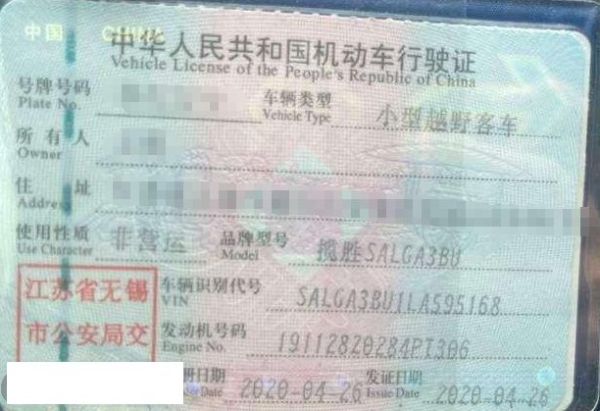 中国 CHINA
中华人民共和国机动车行驶证
Vehicle License of the People's Republic of China
号牌号码 车辆类型 小型越野客车
Plate No. Vehicle Type
所有人
Owner
住址
Address
使用性质 非营运 品牌型号 揽胜SALGA3BU
Use Character Model
江苏省无锡 车辆识别代号 SALGA3BU1LA595168
VIN
市公安局交 发动机号码 19112820284PT306
Engine No.
册日期 2020-04-26 发证日期 2020-04-26
Date Issue Date